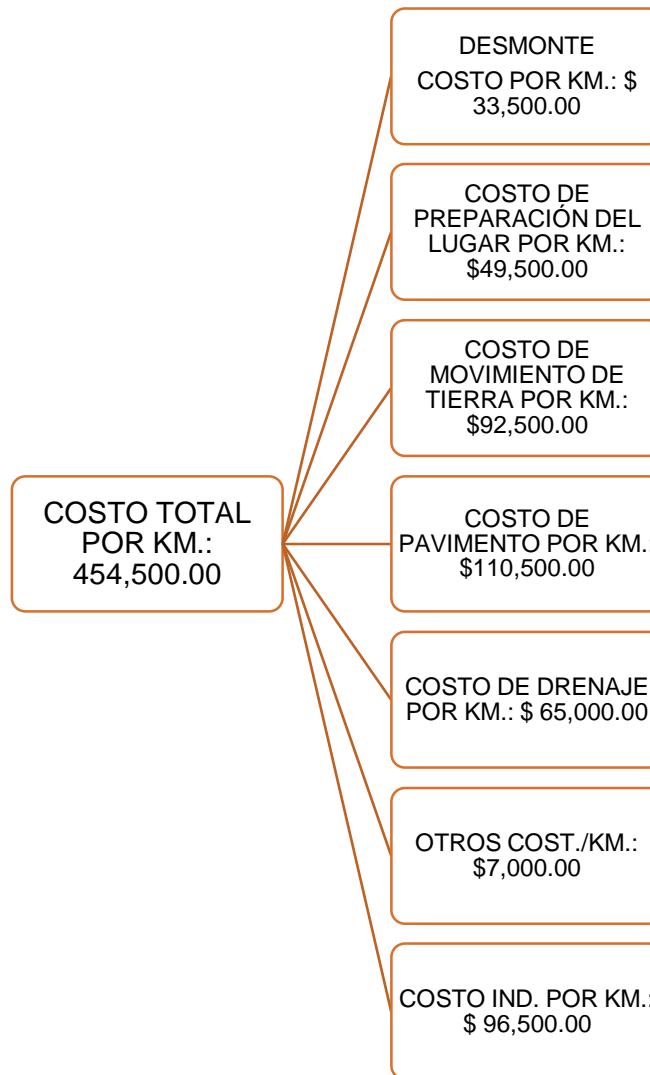 COSTO TOTAL
POR KM.:
454,500.00
DESMONTE
COSTO POR KM.: $
33,500.00
COSTO DE
PREPARACIÓN DEL
LUGAR POR KM.:
$49,500.00
COSTO DE
MOVIMIENTO DE
TIERRA POR KM.:
$92,500.00
COSTO DE
PAVIMENTO POR KM.:
$110,500.00
COSTO DE DRENAJE
POR KM.: $ 65,000.00
OTROS COST./KM.:
$7,000.00
COSTO IND. POR KM.:
$ 96,500.00